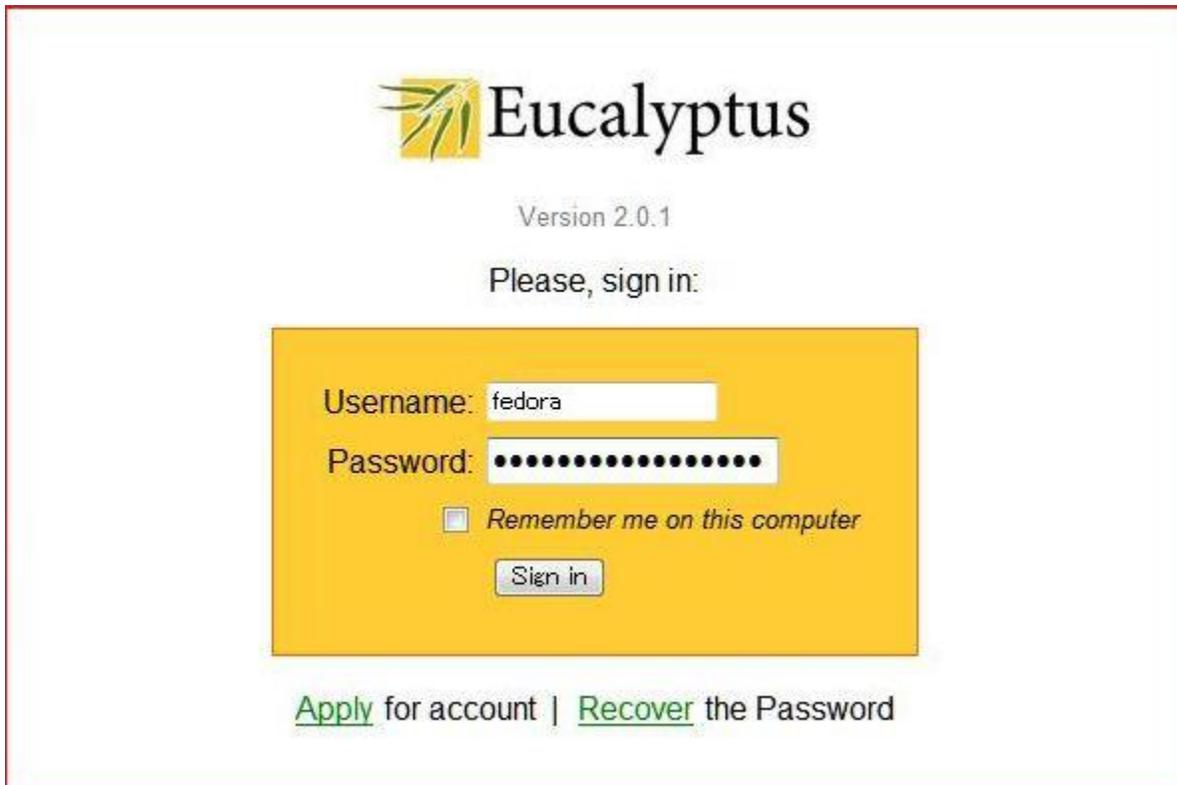 Eucalyptus
Version 2.0.1
Please, sign in:
Username: fedora
Password: •••••••••••••••••
Remember me on this computer
Sign in
Apply for account | Recover the Password